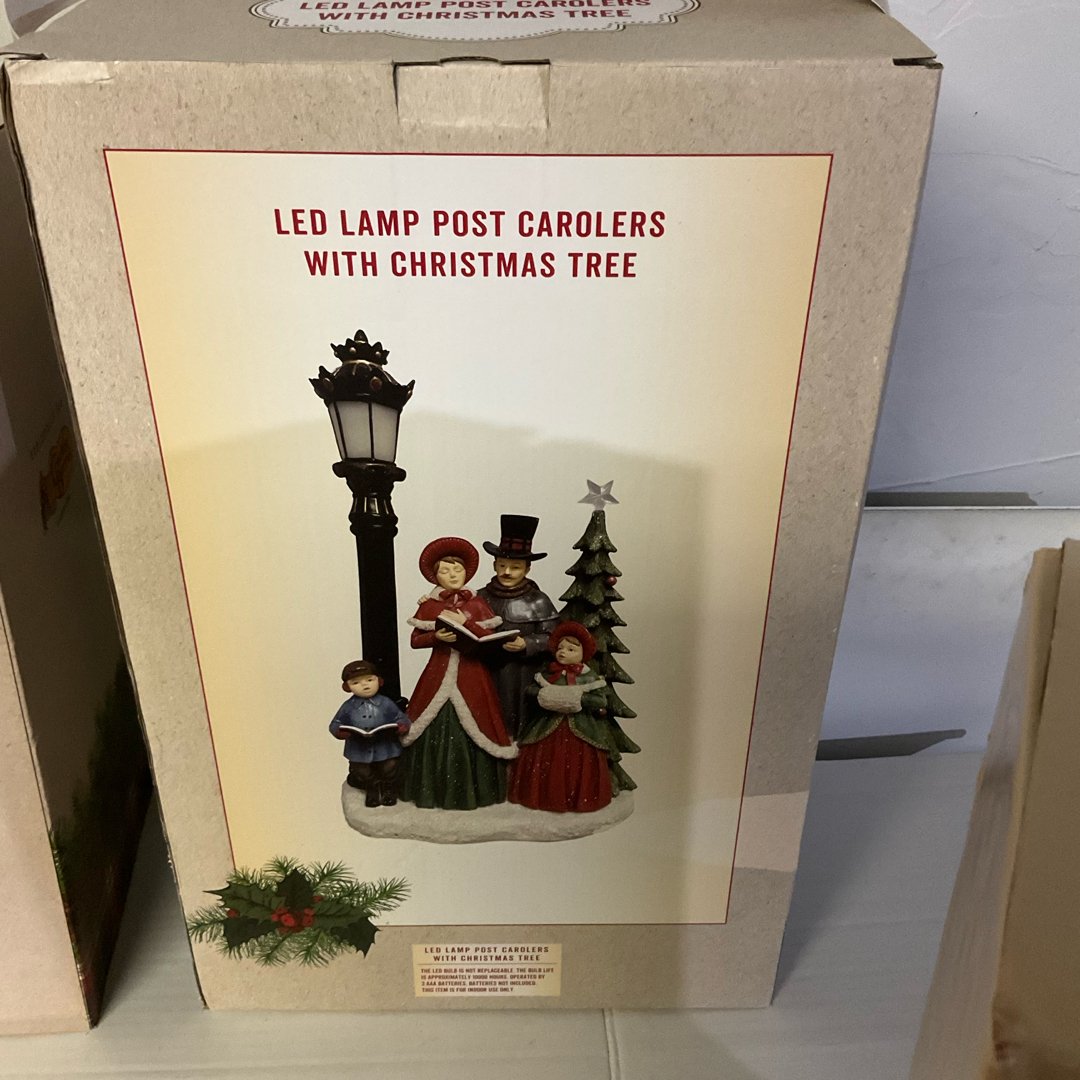 LED LAMP POST CAROLERS
WITH CHRISTMAS TREE
LED LAMP POST CAROLERS
WITH CHRISTMAS TREE
LED LAMP POST CAROLERS
WITH CHRISTMAS TREE
THE LED BULB IS NOT REPLACEABLE. THE BULB LIFE
IS APPROXIMATELY 10000 HOURS. OPERATED BY
3 AAA BATTERIES. BATTERIES NOT INCLUDED.
THIS ITEM IS FOR INDOOR USE ONLY.